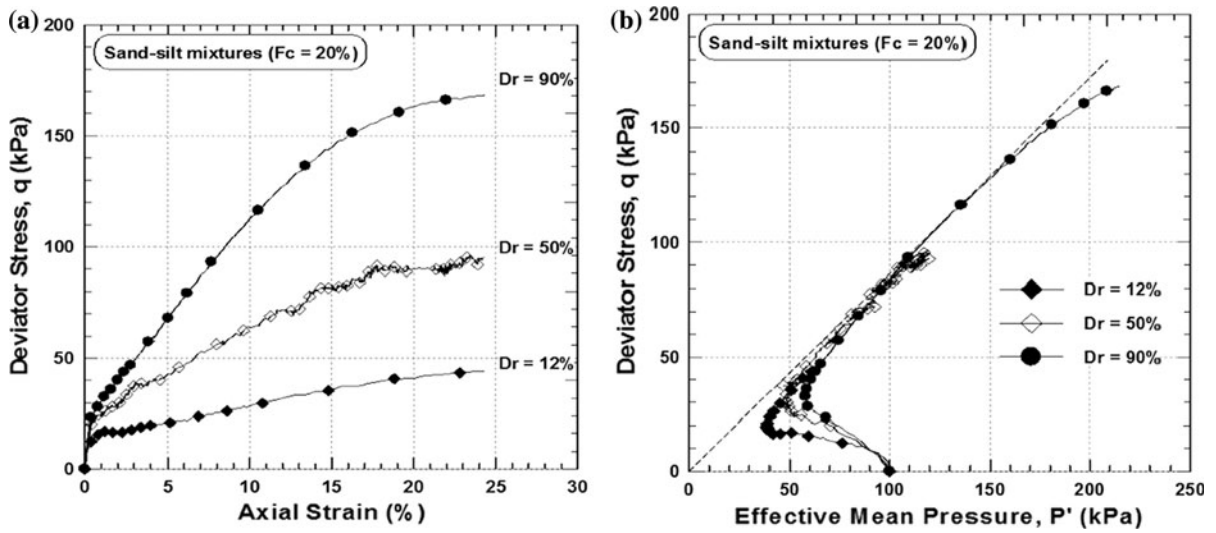 (a)
200
Sand-silt mixtures (Fc = 20%)
Dr = 90%
150
100
Dr = 50%
50
Dr = 12%
0
0 5 10 15 20 25 30
Axial Strain (%)
Deviator Stress, q (kPa)
(b)
200
Sand-silt mixtures (Fc = 20%)
150
100
Dr = 12%
Dr = 50%
50
Dr = 90%
0
0 50 100 150 200 250
Effective Mean Pressure, P' (kPa)
Deviator Stress, q (kPa)